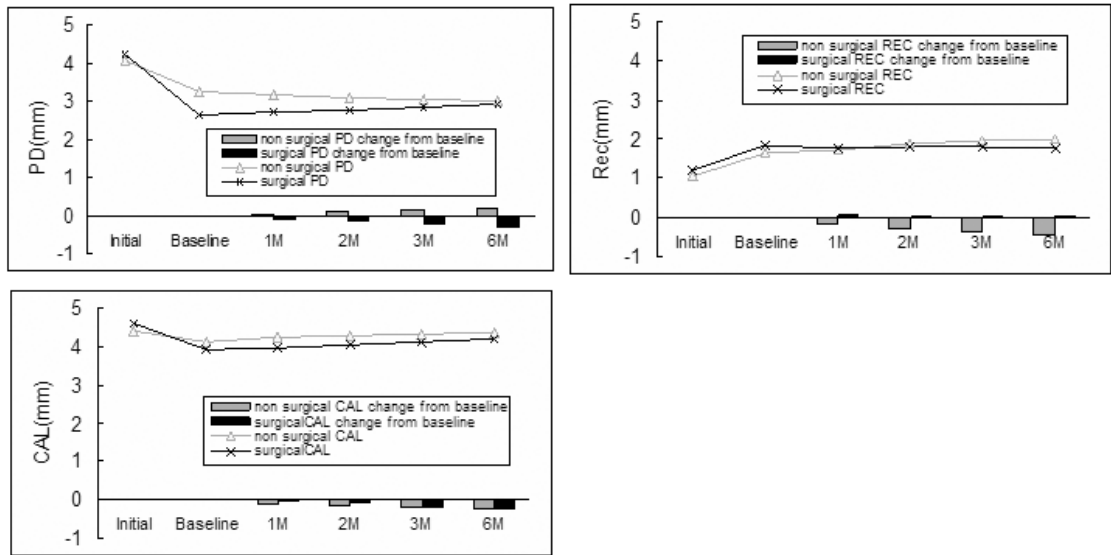 5
4
3
2
1
0
-1
PD(mm)
non surgical PD change from baseline
surgical PD change from baseline
non surgical PD
surgical PD
Initial Baseline 1M 2M 3M 6M
5
4
3
2
1
0
-1
Rec(mm)
non surgical REC change from baseline
surgical REC change from baseline
non surgical REC
surgical REC
Initial Baseline 1M 2M 3M 6M
5
4
3
2
1
0
-1
CAL(mm)
non surgical CAL change from baseline
surgicalCAL change from baseline
non surgical CAL
surgicalCAL
Initial Baseline 1M 2M 3M 6M